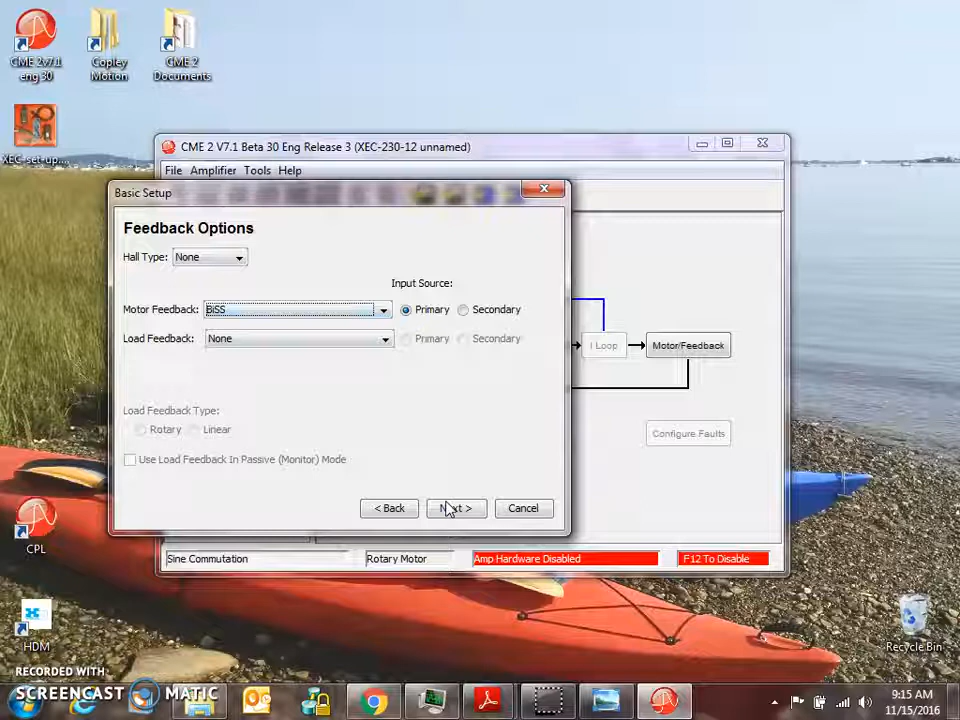 CME 2v7.1
eng 30
Copley
Motion
CME 2
Documents
XEC-set-up....
CME 2 V7.1 Beta 30 Eng Release 3 (XEC-230-12 unnamed)
File Amplifier Tools Help
Basic Setup
Feedback Options
Hall Type: None
Input Source:
Motor Feedback: BiSS Primary Secondary
Load Feedback: None Primary Secondary
I Loop
Motor/Feedback
Load Feedback Type:
Rotary Linear
Configure Faults
Use Load Feedback In Passive (Monitor) Mode
< Back Next > Cancel
Sine Commutation Rotary Motor Amp Hardware Disabled F12 To Disable
CPL
HDM
Recycle Bin
RECORDED WITH
SCREENCAST MATIC
9:15 AM
11/15/2016